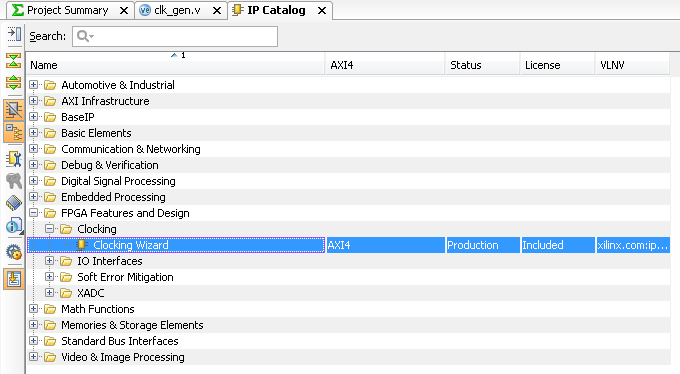 Σ Project Summary × clk_gen.v × IP Catalog ×
Search:
Name 1 AXI4 Status License VLNV
Automotive & Industrial
AXI Infrastructure
BaseIP
Basic Elements
Communication & Networking
Debug & Verification
Digital Signal Processing
Embedded Processing
FPGA Features and Design
Clocking
Clocking Wizard AXI4 Production Included xilinx.com:ip...
IO Interfaces
Soft Error Mitigation
XADC
Math Functions
Memories & Storage Elements
Standard Bus Interfaces
Video & Image Processing